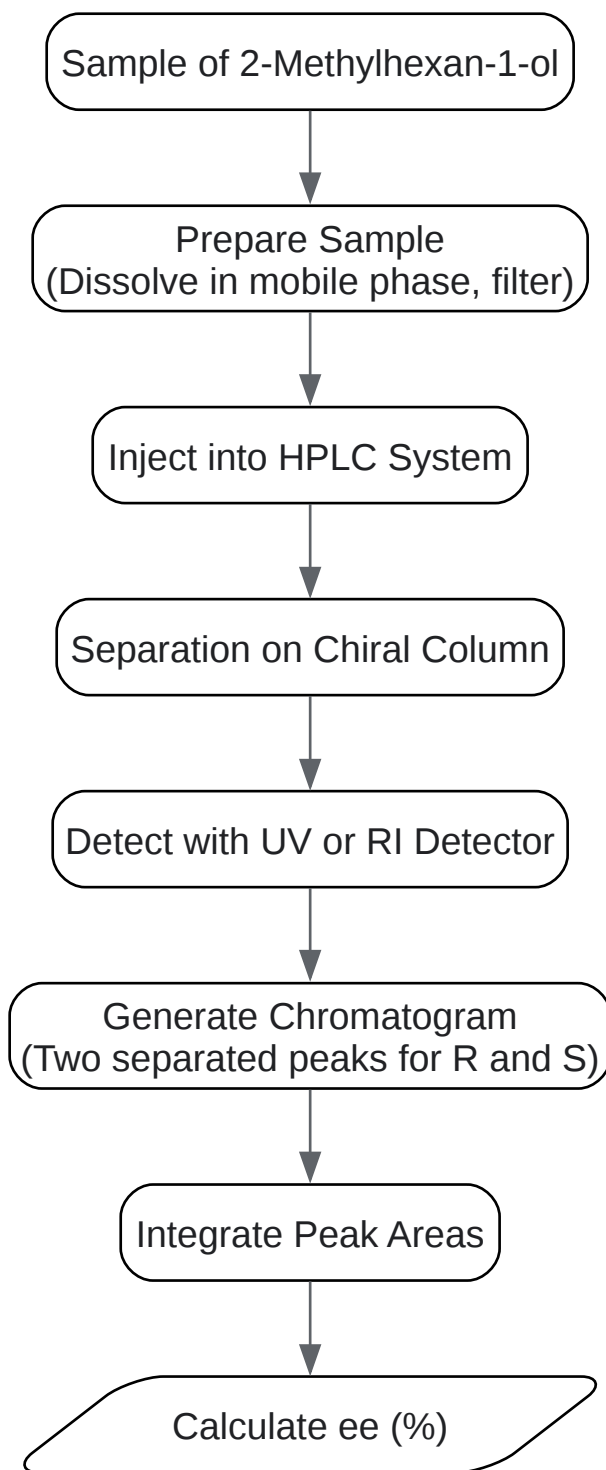 Sample of 2-Methylhexan-1-ol
Prepare Sample
(Dissolve in mobile phase, filter)
Inject into HPLC System
Separation on Chiral Column
Detect with UV or RI Detector
Generate Chromatogram
(Two separated peaks for R and S)
Integrate Peak Areas
Calculate ee (%)